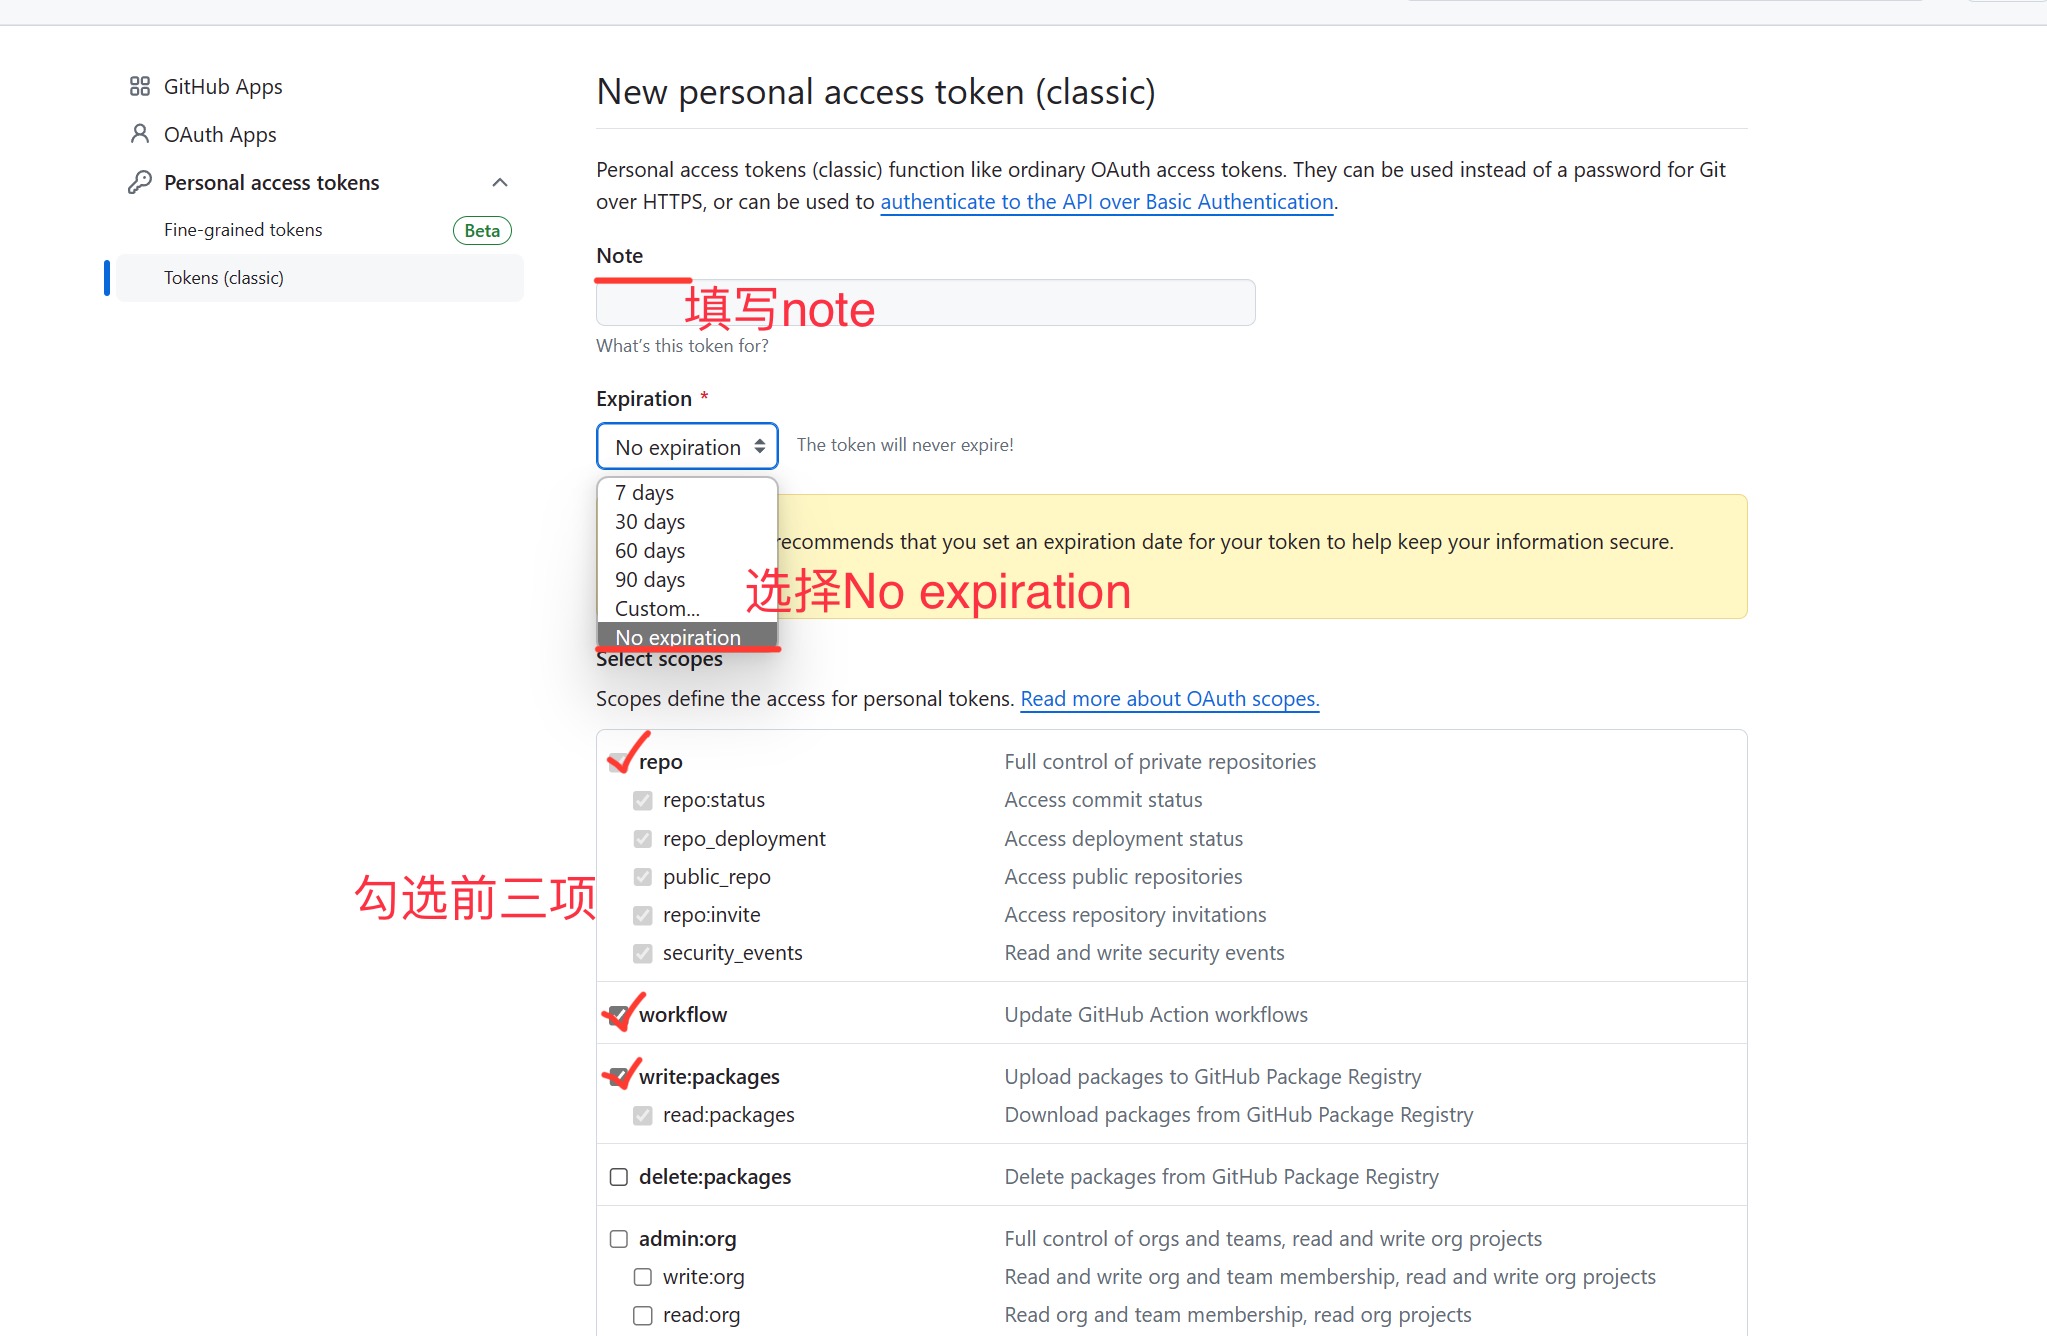 GitHub Apps
OAuth Apps
Personal access tokens
Fine-grained tokens Beta
Tokens (classic)
New personal access token (classic)
Personal access tokens (classic) function like ordinary OAuth access tokens. They can be used instead of a password for Git
over HTTPS, or can be used to authenticate to the API over Basic Authentication.
Note
填写note
What's this token for?
Expiration *
No expiration The token will never expire!
7 days
30 days
60 days
90 days
Custom...
No expiration
recommends that you set an expiration date for your token to help keep your information secure.
选择No expiration
Select scopes
Scopes define the access for personal tokens. Read more about OAuth scopes.
勾选前三项
repo Full control of private repositories
repo:status Access commit status
repo_deployment Access deployment status
public_repo Access public repositories
repo:invite Access repository invitations
security_events Read and write security events
workflow Update GitHub Action workflows
write:packages Upload packages to GitHub Package Registry
read:packages Download packages from GitHub Package Registry
delete:packages Delete packages from GitHub Package Registry
admin:org Full control of orgs and teams, read and write org projects
write:org Read and write org and team membership, read and write org projects
read:org Read org and team membership, read org projects